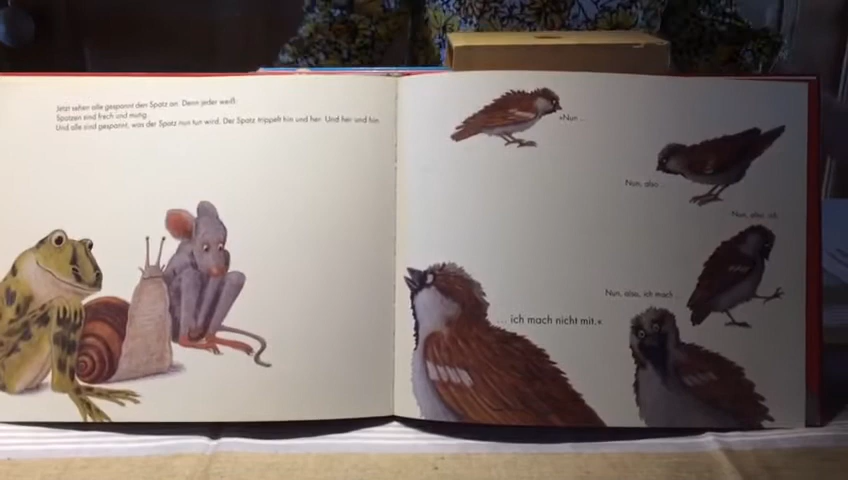 Jetzt sehen alle gespannt den Spatz an. Denn jeder weiß:
Spatzen sind frech und mutig.
Und alle sind gespannt, was der Spatz nun tun wird. Der Spatz trippelt hin und her. Und her und hin.
»Nun ...
Nun, also ...
Nun, also, ich ...
Nun, also, ich mach ...
... ich mach nicht mit.«